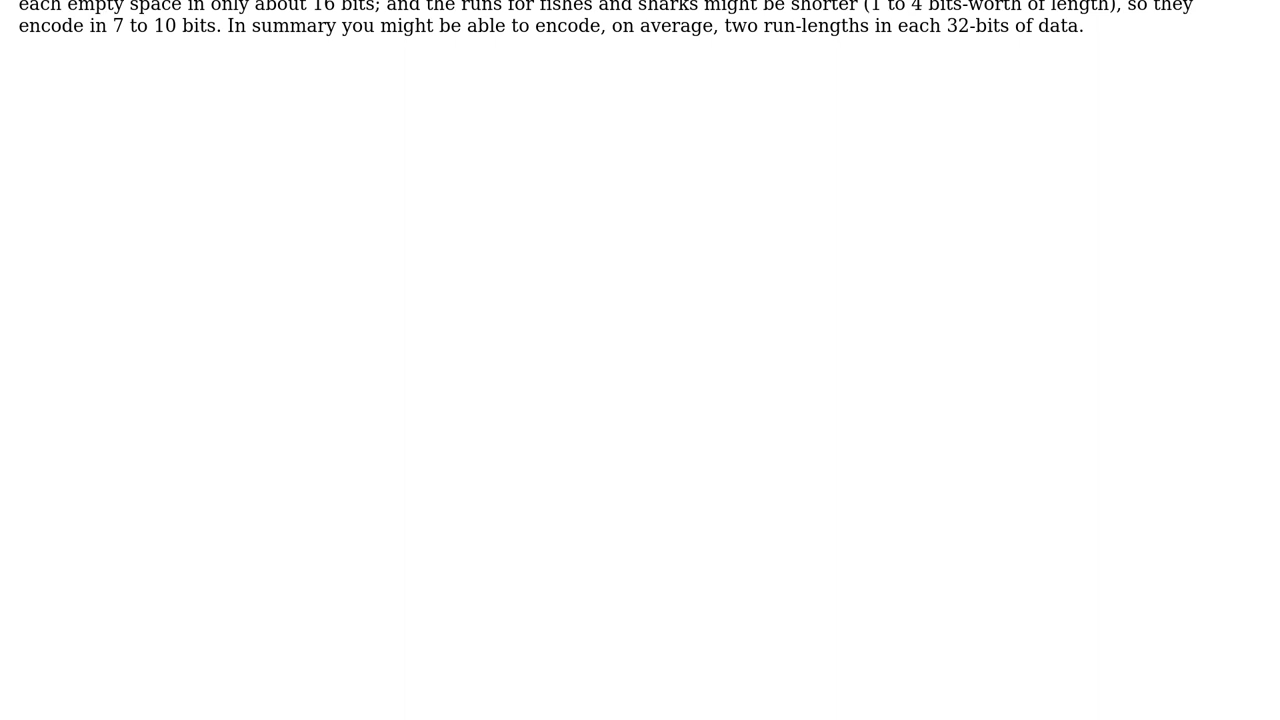 each empty space in only about 16 bits; and the runs for fishes and sharks might be shorter (1 to 4 bits-worth of length), so they
encode in 7 to 10 bits. In summary you might be able to encode, on average, two run-lengths in each 32-bits of data.